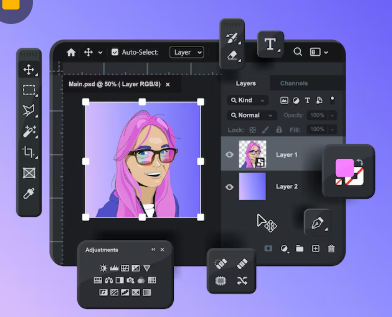 T
Auto-Select:
Layer
Main.psd @ 50% ( Layer RGB/8) ×
Layers
Channels
Kind
T
Normal
Opacity: 100%
Lock:
Fill: 100%
Layer 1
Layer 2
Adjustments